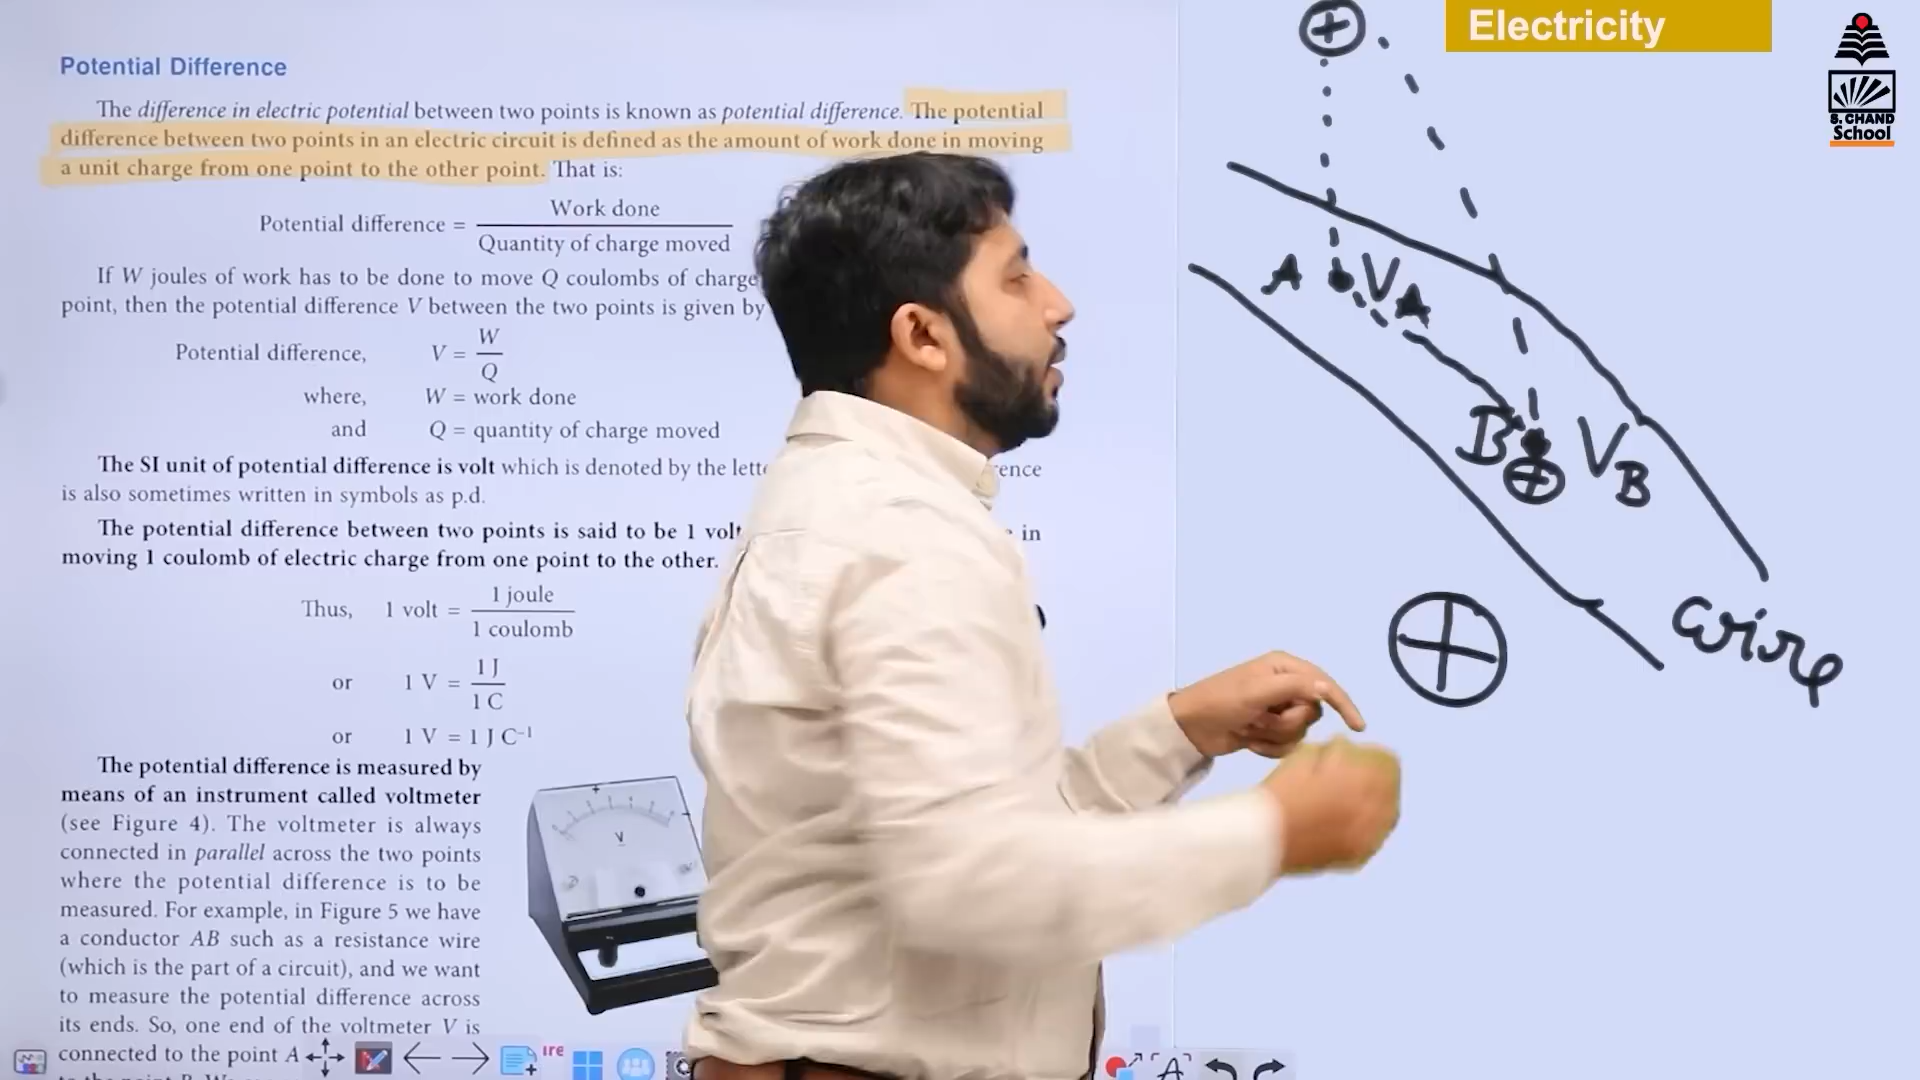 Potential Difference
The difference in electric potential between two points is known as potential difference. The potential
difference between two points in an electric circuit is defined as the amount of work done in moving
a unit charge from one point to the other point. That is:
Potential difference = Work done
Quantity of charge moved
If W joules of work has to be done to move Q coulombs of charge
point, then the potential difference V between the two points is given by
Potential difference, V = W
Q
where, W = work done
and Q = quantity of charge moved
The SI unit of potential difference is volt which is denoted by the
is also sometimes written in symbols as p.d.
The potential difference between two points is said to be 1 volt in
moving 1 coulomb of electric charge from one point to the other.
Thus, 1 volt = 1 joule
1 coulomb
or 1 V = 1 J
1 C
or 1 V = 1 J C⁻¹
The potential difference is measured by
means of an instrument called voltmeter
(see Figure 4). The voltmeter is always
connected in parallel across the two points
where the potential difference is to be
measured. For example, in Figure 5 we have
a conductor AB such as a resistance wire
(which is the part of a circuit), and we want
to measure the potential difference across
its ends. So, one end of the voltmeter V is
connected to the point A
V
Electricity
S. CHAND
School
+
A VA
B VB
+
+
wire